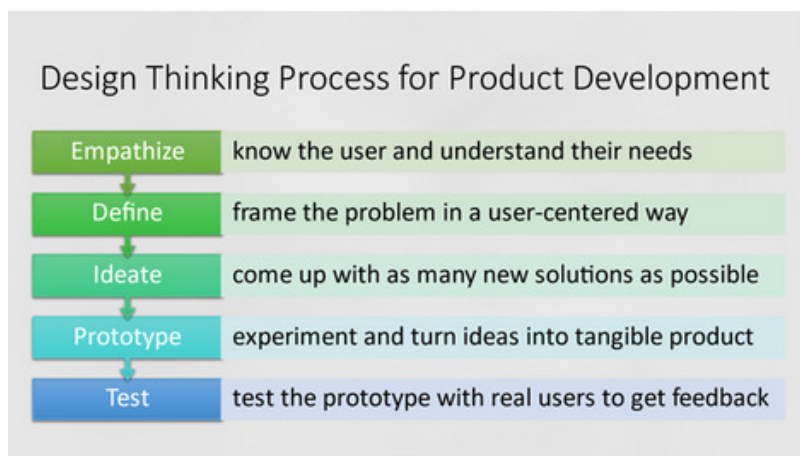 Design Thinking Process for Product Development
Empathize know the user and understand their needs
Define frame the problem in a user-centered way
Ideate come up with as many new solutions as possible
Prototype experiment and turn ideas into tangible product
Test test the prototype with real users to get feedback